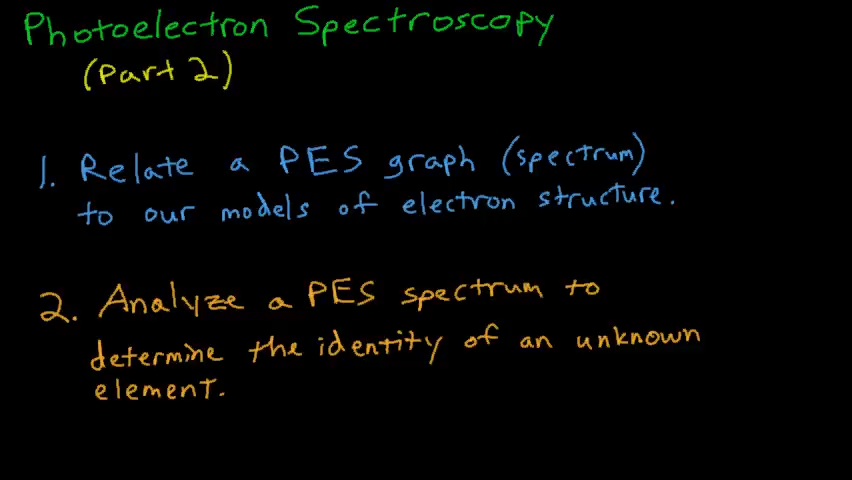 Photoelectron Spectroscopy
(Part 2)
1. Relate a PES graph (spectrum)
to our models of electron structure.
2. Analyze a PES spectrum to
determine the identity of an unknown
element.